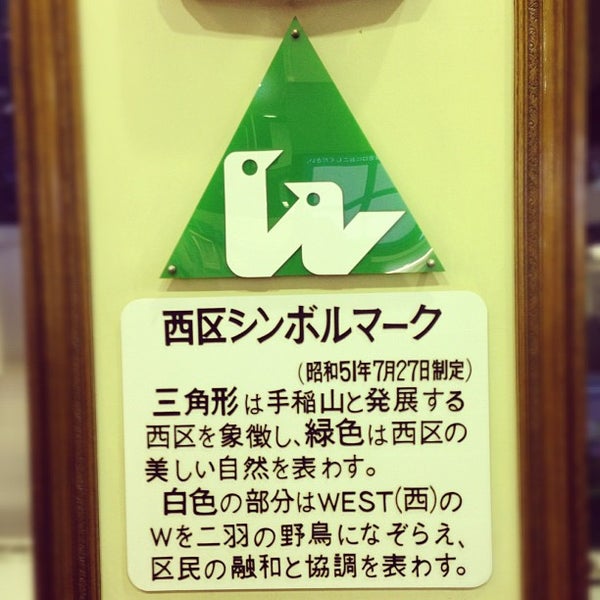 西区シンボルマーク
(昭和51年7月27日制定)
三角形は手稲山と発展する
西区を象徴し、緑色は西区の
美しい自然を表わす。
白色の部分はWEST(西)の
Wを二羽の野鳥になぞらえ、
区民の融和と協調を表わす。